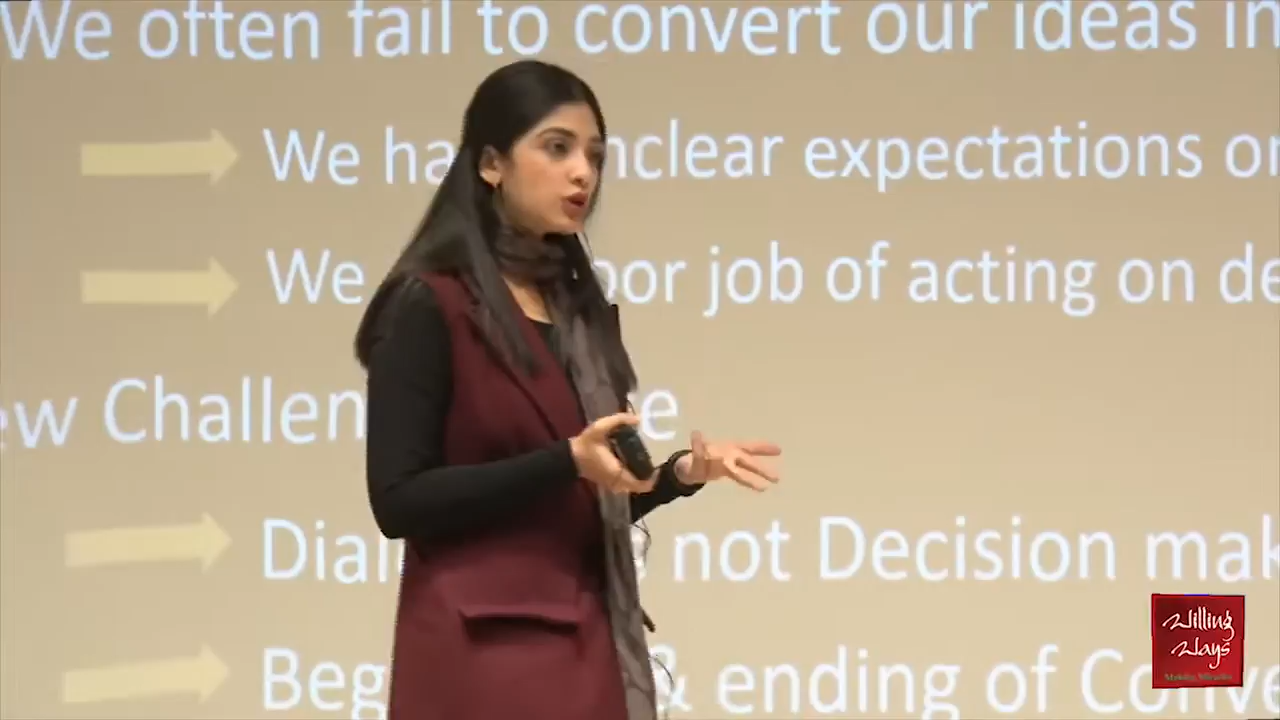 We often fail to convert our ideas in
We ha nclear expectations or
We oor job of acting on de
ew Challen e
Dial not Decision mak
Beg & ending of Conve
Willing
Ways